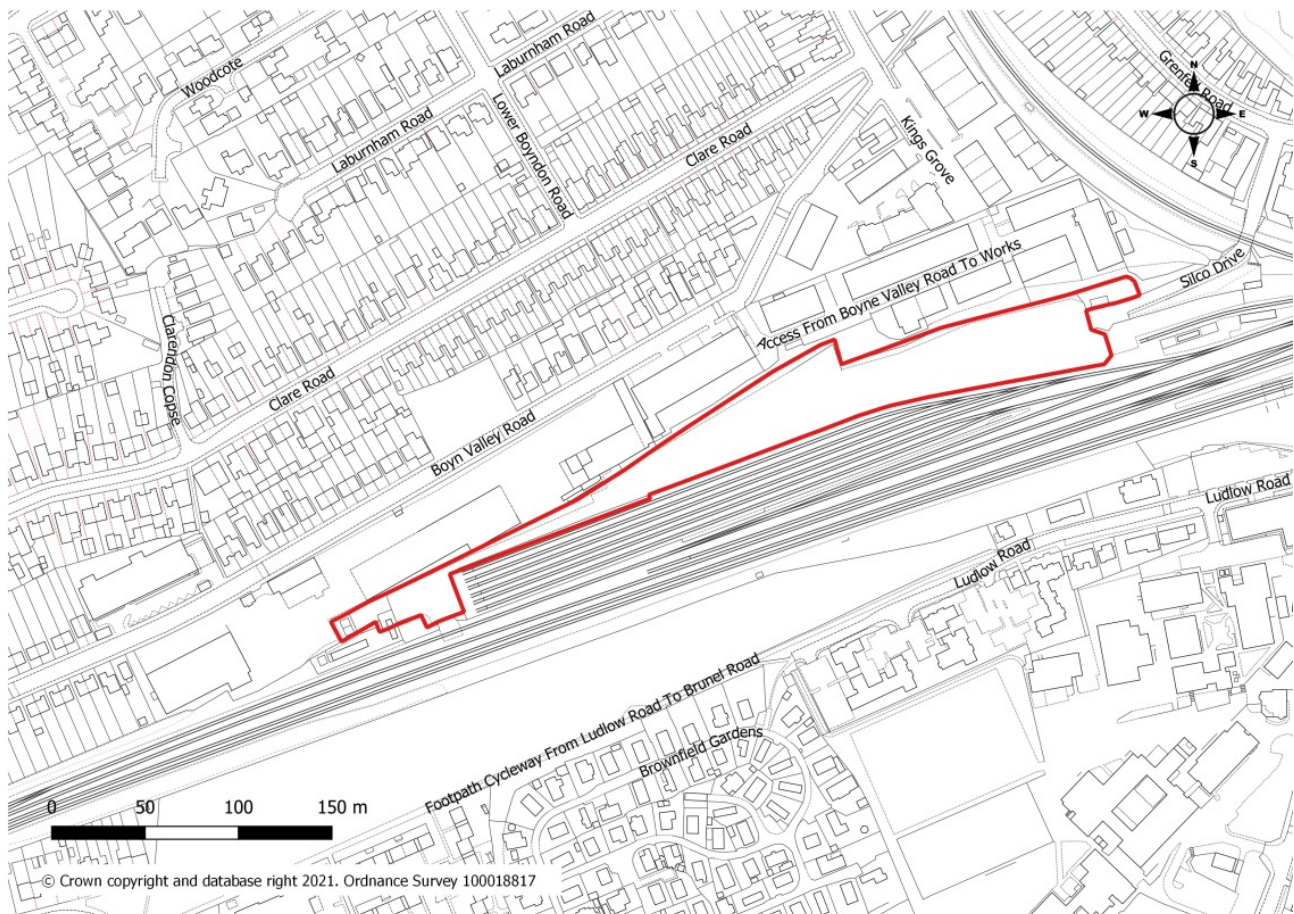 Woodcote
Laburnham Road
Laburnham Road
Lower Boyndon Road
Clare Road
Kings Grove
Grenfell Road
N
W
E
S
Access From Boyne Valley Road To Works
Silco Drive
Clarendon Copse
Clare Road
Boyn Valley Road
Ludlow Road
Ludlow Road
Footpath Cycleway From Ludlow Road To Brunel Road
Brownfield Gardens
0 50 100 150 m
© Crown copyright and database right 2021. Ordnance Survey 100018817